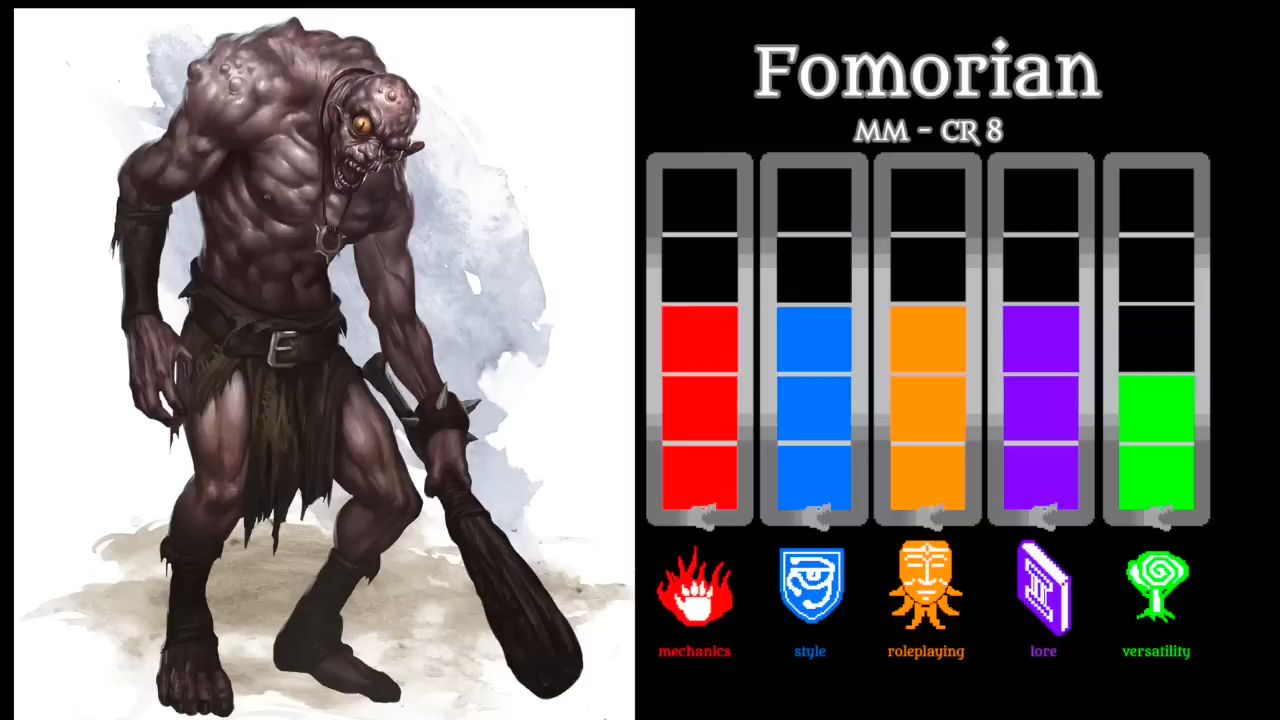 Fomorian
MM - CR 8
mechanics
style
roleplaying
lore
versatility